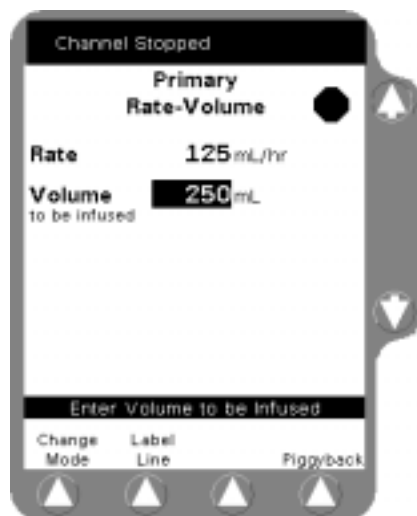 Channel Stopped
Primary
Rate-Volume
Rate 125 mL/hr
Volume 250 mL
to be infused
Enter Volume to be Infused
Change Label
Mode Line Piggyback